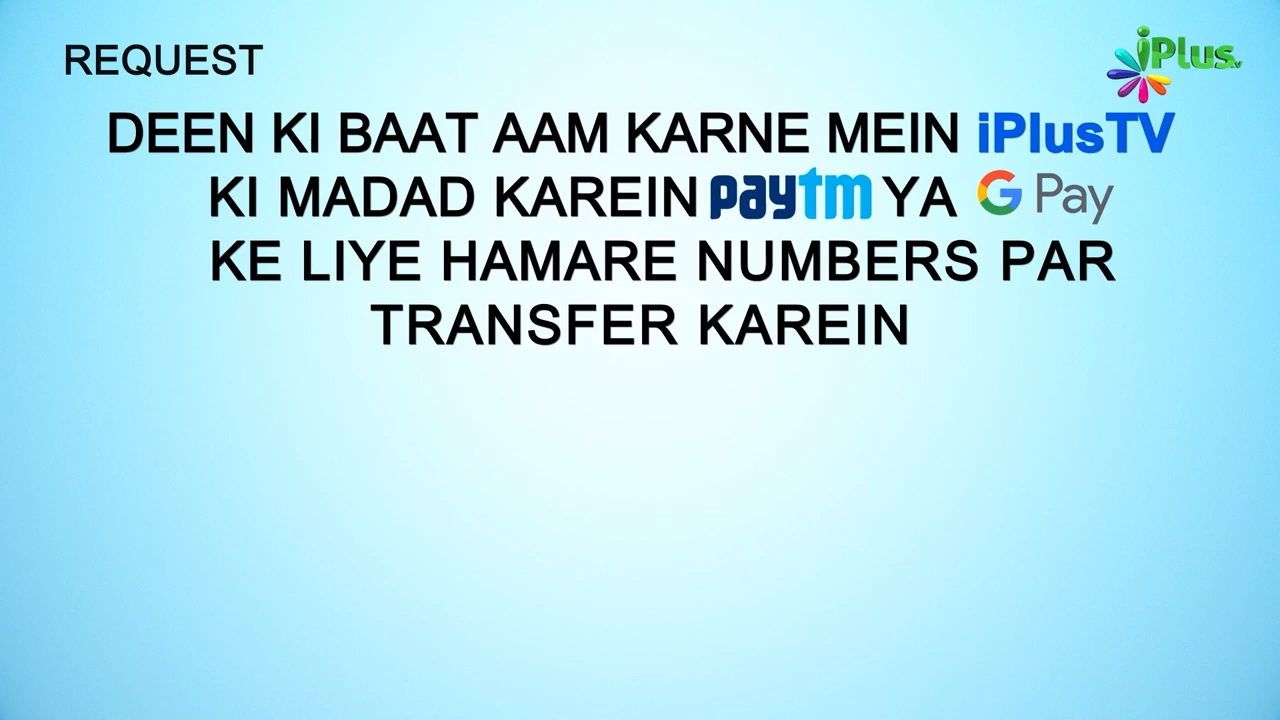 REQUEST
iPlus TV
DEEN KI BAAT AAM KARNE MEIN iPlusTV
KI MADAD KAREIN paytm YA G Pay
KE LIYE HAMARE NUMBERS PAR
TRANSFER KAREIN